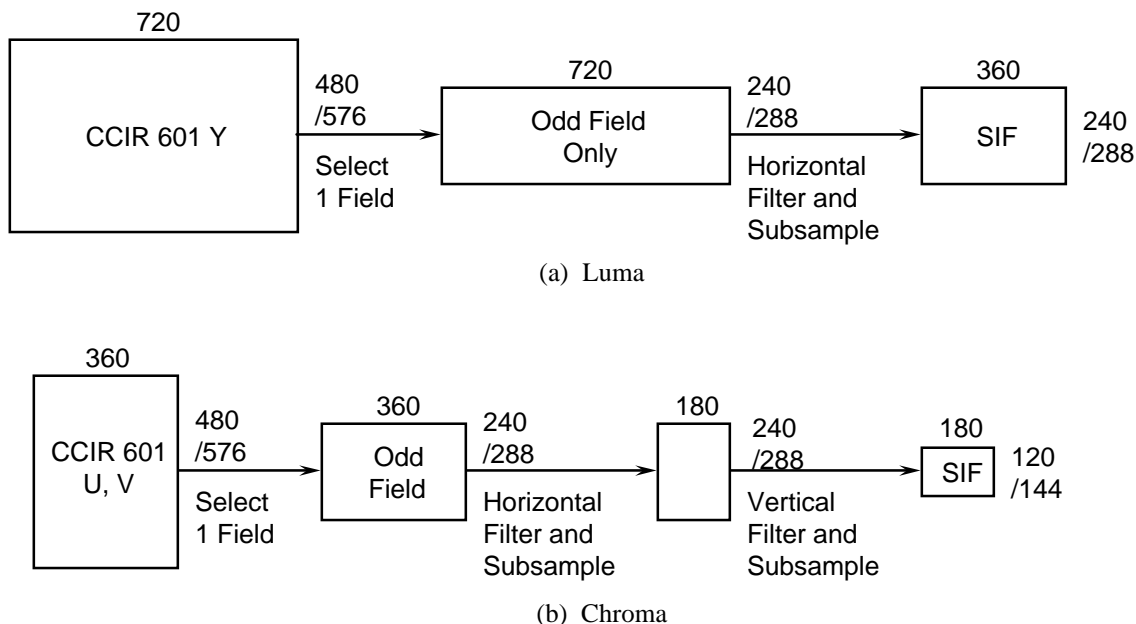 720
CCIR 601 Y
480
/576
Select
1 Field
720
Odd Field
Only
240
/288
Horizontal
Filter and
Subsample
360
SIF
240
/288
(a) Luma
360
CCIR 601
U, V
480
/576
Select
1 Field
360
Odd
Field
240
/288
Horizontal
Filter and
Subsample
180
240
/288
Vertical
Filter and
Subsample
180
SIF
120
/144
(b) Chroma